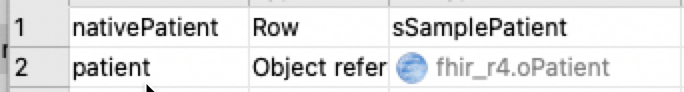 1 nativePatient Row sSamplePatient
2 patient Object refer fhir_r4.oPatient